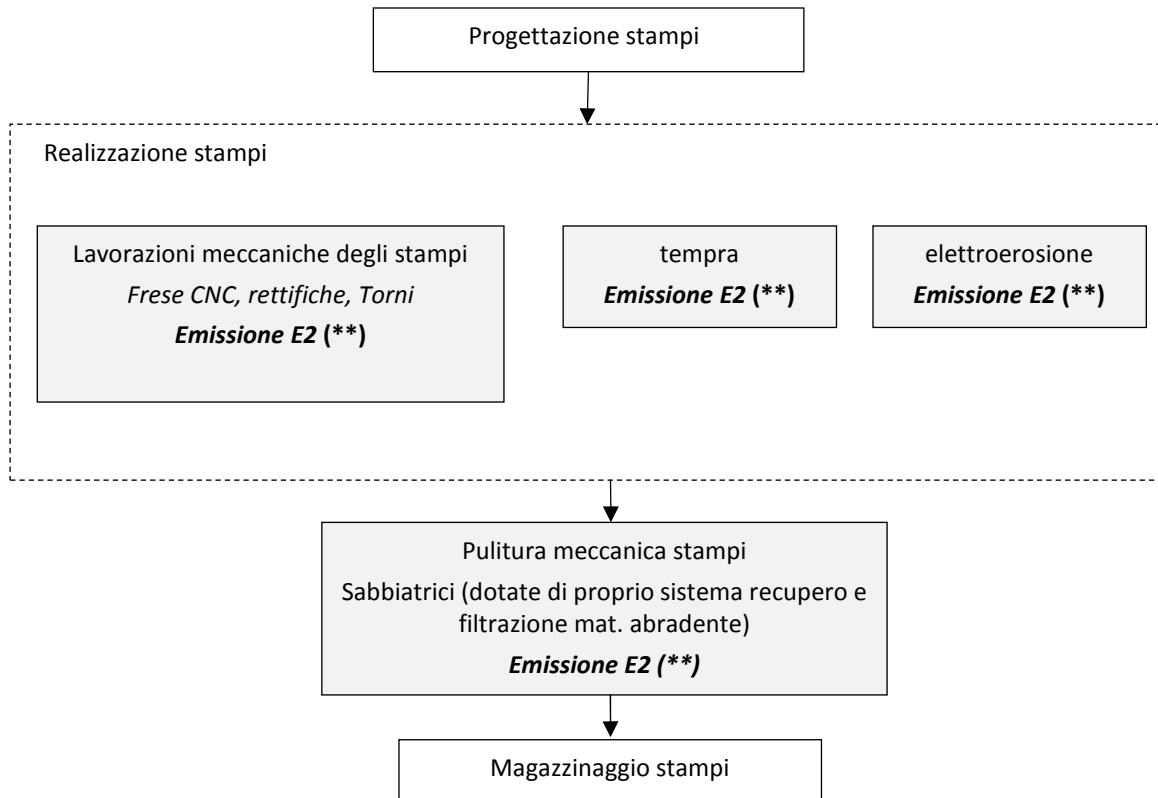 Progettazione stampi
Realizzazione stampi
Lavorazioni meccaniche degli stampi
Frese CNC, rettifiche, Torni
Emissione E2 (**)
tempra
Emissione E2 (**)
elettroerosione
Emissione E2 (**)
Pulitura meccanica stampi
Sabbiatrici (dotate di proprio sistema recupero e
filtrazione mat. abradente)
Emissione E2 (**)
Magazzinaggio stampi